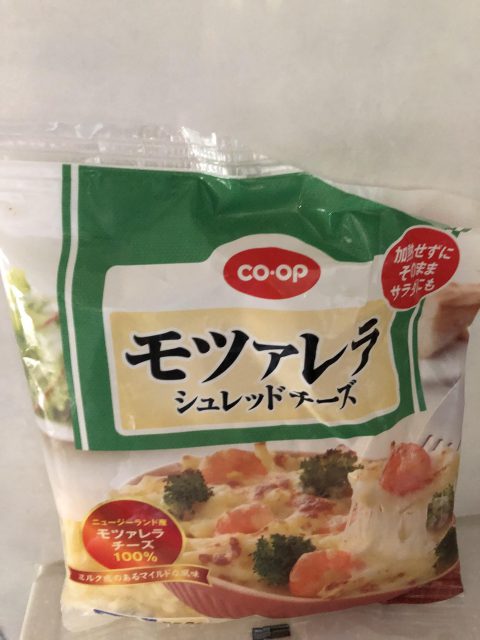 CO・OP
加熱せずに
そのまま
サラダにも
モツァレラ
シュレッドチーズ
ニュージーランド産
モツァレラ
チーズ
100%
ミルク感のあるマイルドな風味